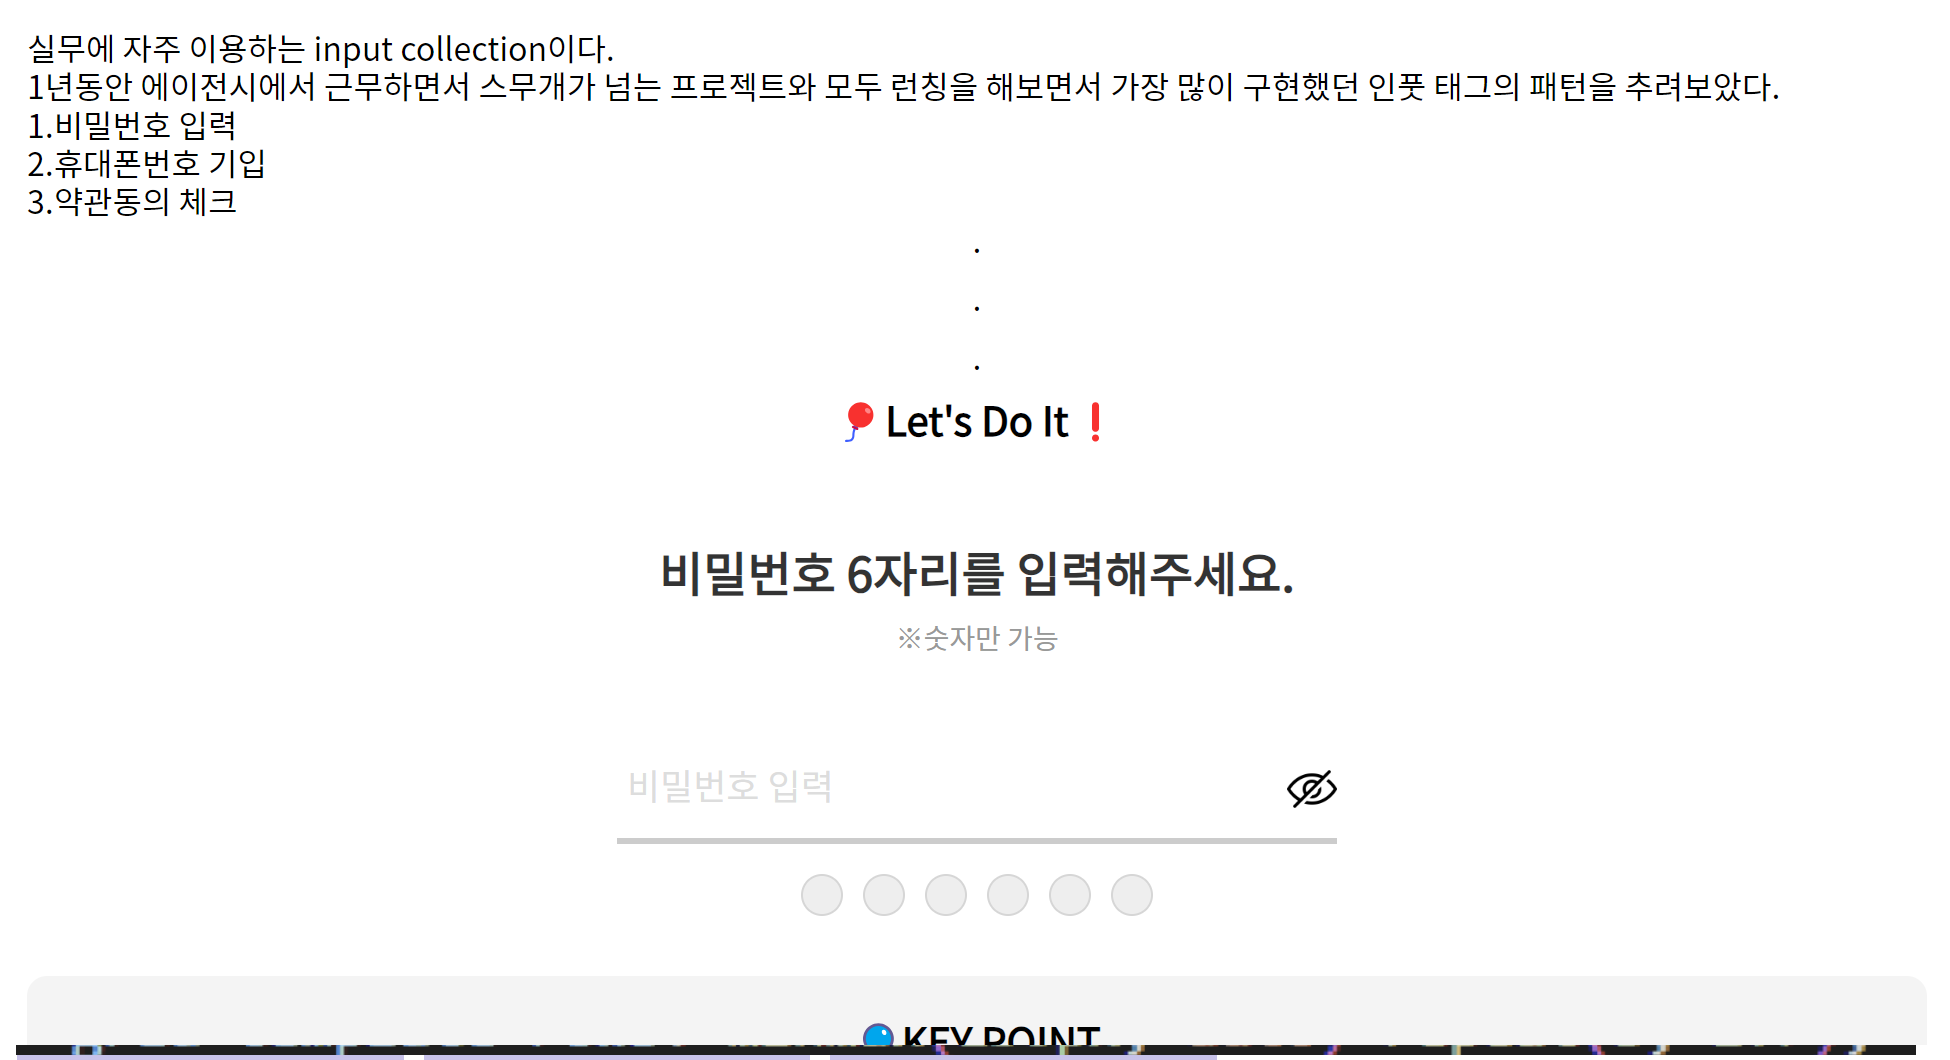 실무에 자주 이용하는 input collection이다.
1년동안 에이전시에서 근무하면서 스무개가 넘는 프로젝트와 모두 런칭을 해보면서 가장 많이 구현했던 인풋 태그의 패턴을 추려보았다.
1.비밀번호 입력
2.휴대폰번호 기입
3.약관동의 체크
.
.
.
Let's Do It❗
비밀번호 6자리를 입력해주세요.
※숫자만 가능
비밀번호 입력
KEY POINT